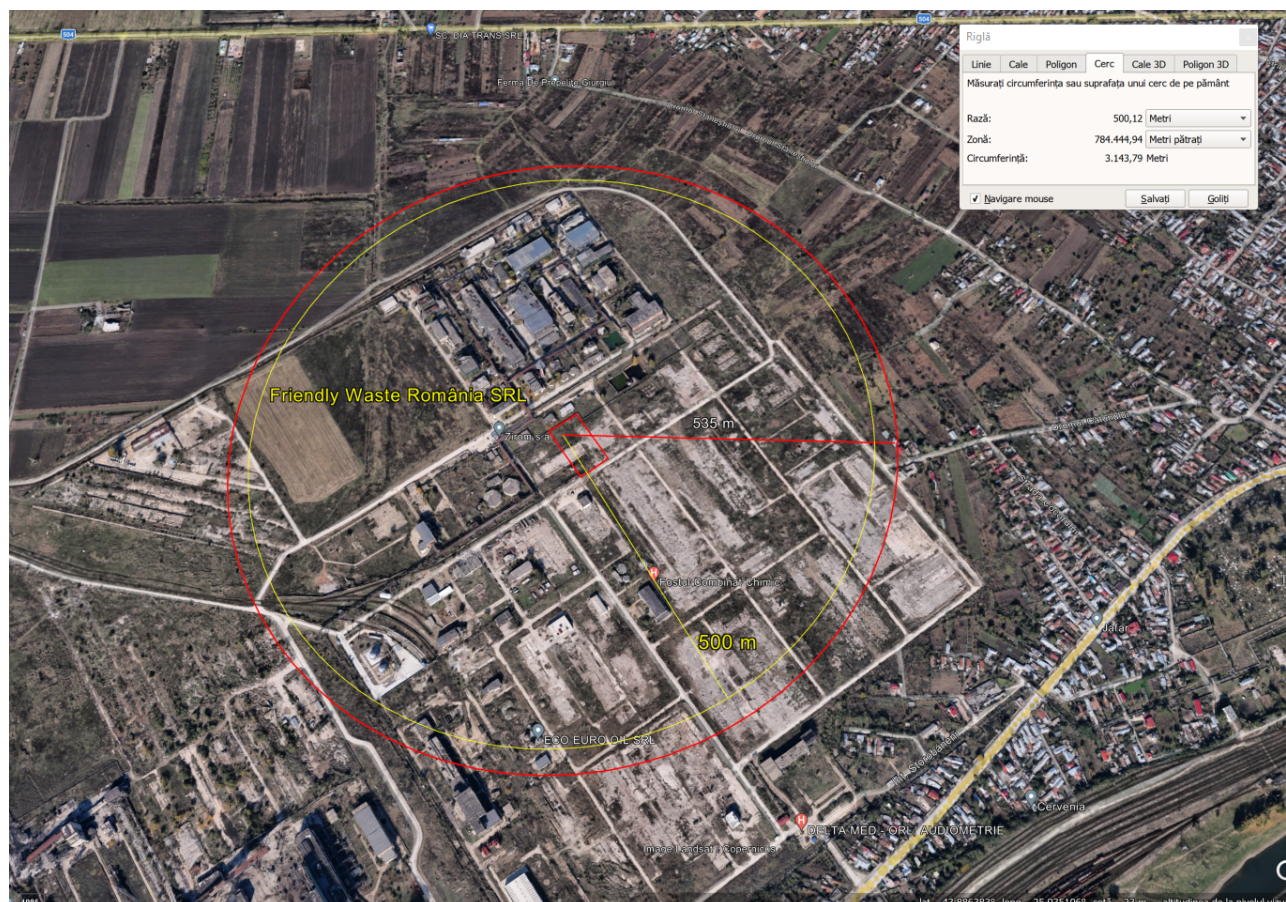 504
504
SC. DIA TRANS SRL
Riglă
Linie Cale Poligon Cerc Cale 3D Poligon 3D
Măsurați circumferința sau suprafața unui cerc de pe pământ
Rază: 500,12 Metri
Zonă: 784.444,94 Metri pătrați
Circumferință: 3.143,79 Metri
Navigare mouse Salvați Goliți
Ferma De Prepelite Giurgiu
Friendly Waste România SRL
Zirom s.a
535 m
Fostul Combinat Chimic
500 m
Jafar
ECO EURO OIL SRL
Cervenia
DELTA MED - ORL AUDIOMETRIE
Image Landsat / Copernicus
1985